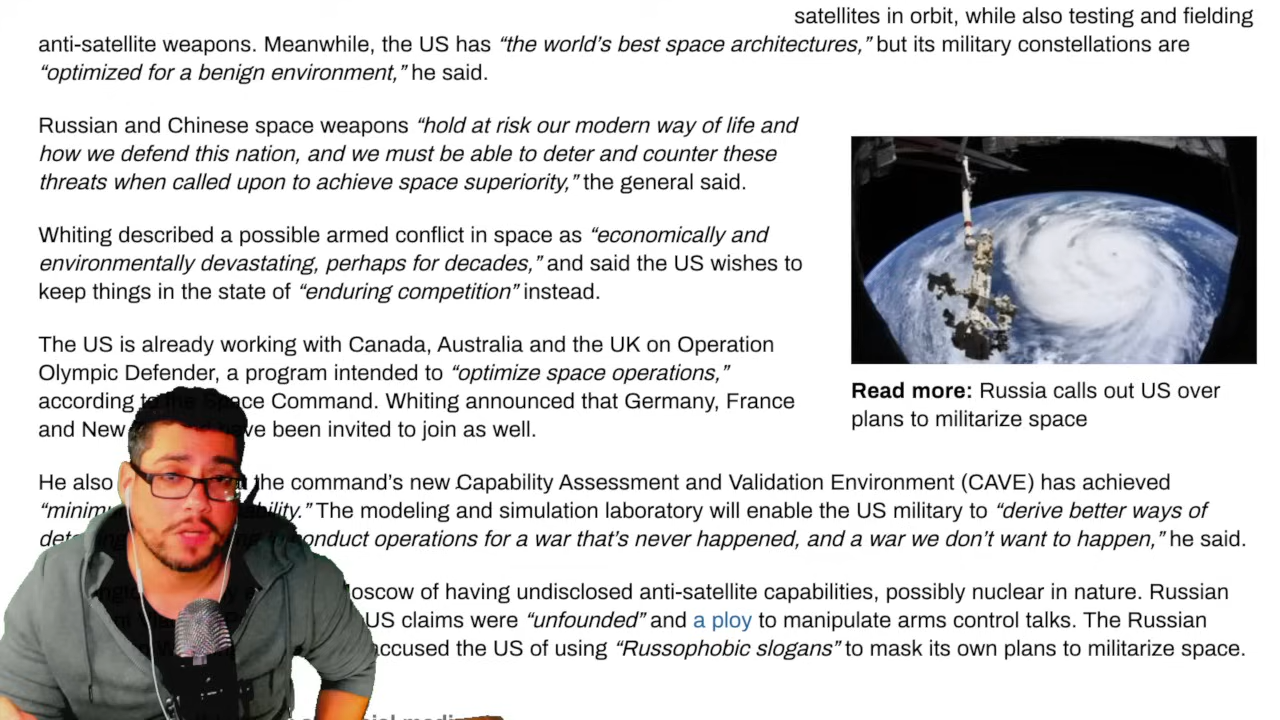 satellites in orbit, while also testing and fielding
anti-satellite weapons. Meanwhile, the US has “the world’s best space architectures,” but its military constellations are
“optimized for a benign environment,” he said.
Russian and Chinese space weapons “hold at risk our modern way of life and
how we defend this nation, and we must be able to deter and counter these
threats when called upon to achieve space superiority,” the general said.
Whiting described a possible armed conflict in space as “economically and
environmentally devastating, perhaps for decades,” and said the US wishes to
keep things in the state of “enduring competition” instead.
The US is already working with Canada, Australia and the UK on Operation
Olympic Defender, a program intended to “optimize space operations,”
according to the Space Command. Whiting announced that Germany, France
and New have been invited to join as well.
Read more: Russia calls out US over
plans to militarize space
He also the command’s new Capability Assessment and Validation Environment (CAVE) has achieved
The modeling and simulation laboratory will enable the US military to “derive better ways of
conduct operations for a war that’s never happened, and a war we don’t want to happen,” he said.
Moscow of having undisclosed anti-satellite capabilities, possibly nuclear in nature. Russian
US claims were “unfounded” and a ploy to manipulate arms control talks. The Russian
accused the US of using “Russophobic slogans” to mask its own plans to militarize space.